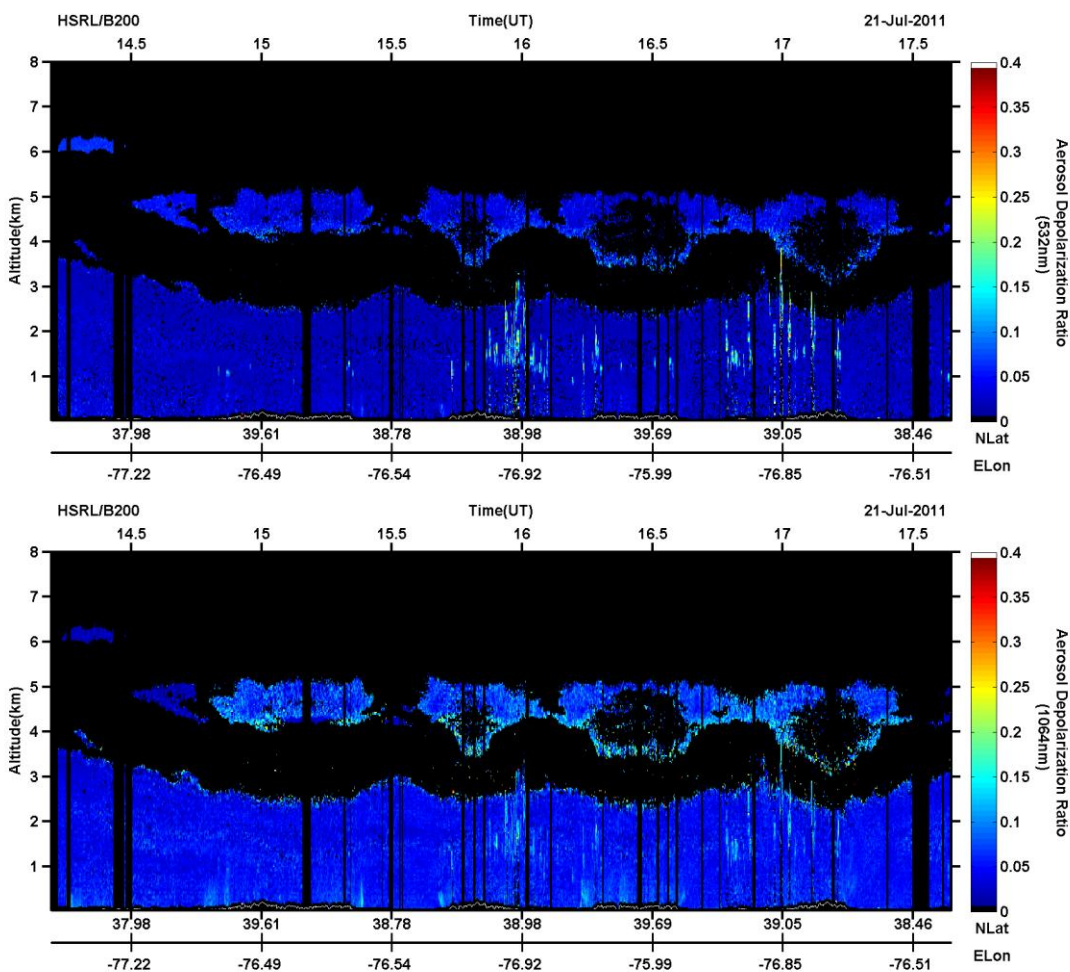 HSRL/B200 Time(UT) 21-Jul-2011
14.5 15 15.5 16 16.5 17 17.5
8
7
6
5
4
3
2
1
Altitude(km)
0.4
0.35
0.3
0.25
0.2
0.15
0.1
0.05
0
Aerosol Depolarization Ratio
(532nm)
37.98 39.61 38.78 38.98 39.69 39.05 38.46 NLat
-77.22 -76.49 -76.54 -76.92 -75.99 -76.85 -76.51 ELon
HSRL/B200 Time(UT) 21-Jul-2011
14.5 15 15.5 16 16.5 17 17.5
8
7
6
5
4
3
2
1
Altitude(km)
0.4
0.35
0.3
0.25
0.2
0.15
0.1
0.05
0
Aerosol Depolarization Ratio
(1064nm)
37.98 39.61 38.78 38.98 39.69 39.05 38.46 NLat
-77.22 -76.49 -76.54 -76.92 -75.99 -76.85 -76.51 ELon